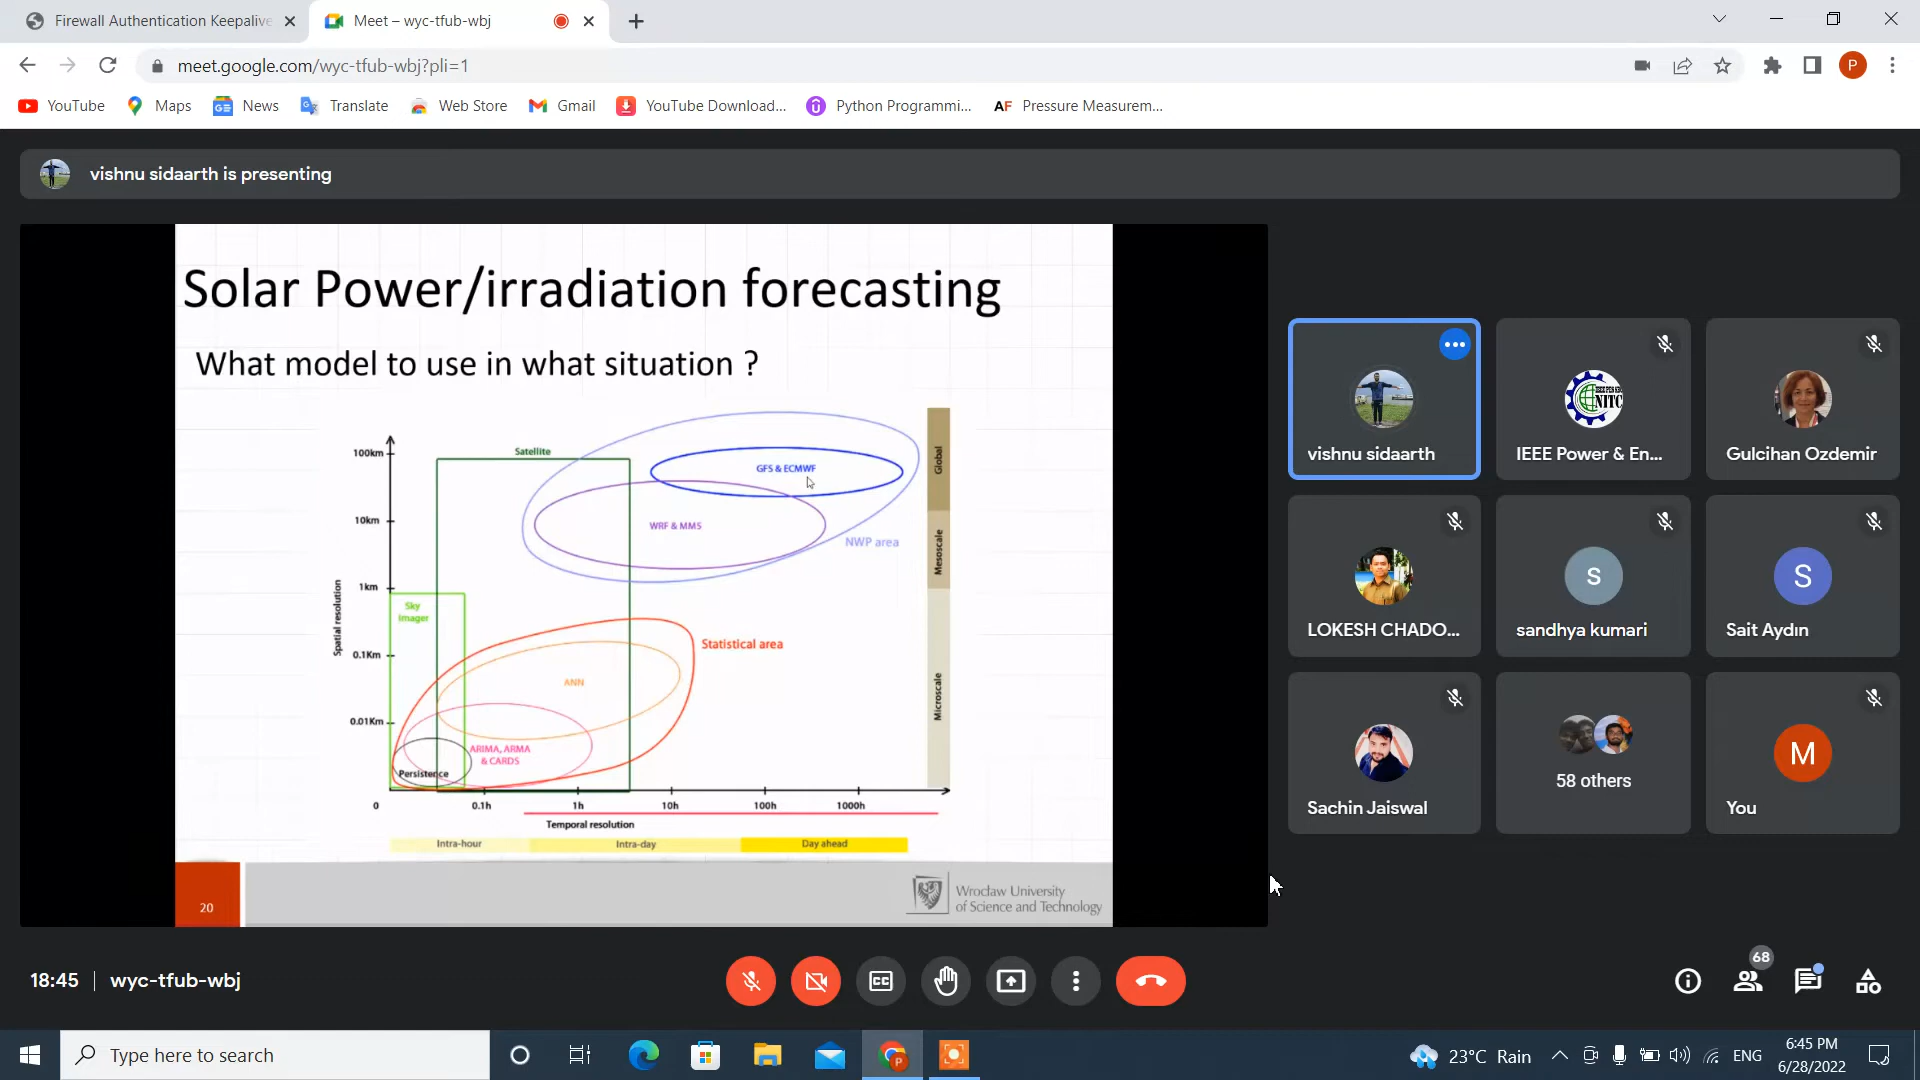 Firewall Authentication Keepalive
Meet – wyc-tfub-wbj
meet.google.com/wyc-tfub-wbj?pli=1
P
YouTube
Maps
News
Translate
Web Store
Gmail
YouTube Download...
Python Programmi...
AF Pressure Measurem...
vishnu sidaarth is presenting
Solar Power/irradiation forecasting
What model to use in what situation ?
Spatial resolution
100km
10km
1km
0.1Km
0.01Km
Satellite
GFS & ECMWF
WRF & MM5
NWP area
Sky
Imager
Statistical area
ANN
ARIMA, ARMA
& CARDS
Persistence
Global
Mesoscale
Microscale
0
0.1h
1h
10h
100h
1000h
Temporal resolution
Intra-hour
Intra-day
Day ahead
20
Wrocław University
of Science and Technology
vishnu sidaarth
NITC
IEEE Power & En...
Gulcihan Ozdemir
LOKESH CHADO...
s
sandhya kumari
S
Sait Aydın
Sachin Jaiswal
58 others
M
You
18:45
wyc-tfub-wbj
CC
68
Type here to search
P
23°C Rain
ENG
6:45 PM
6/28/2022